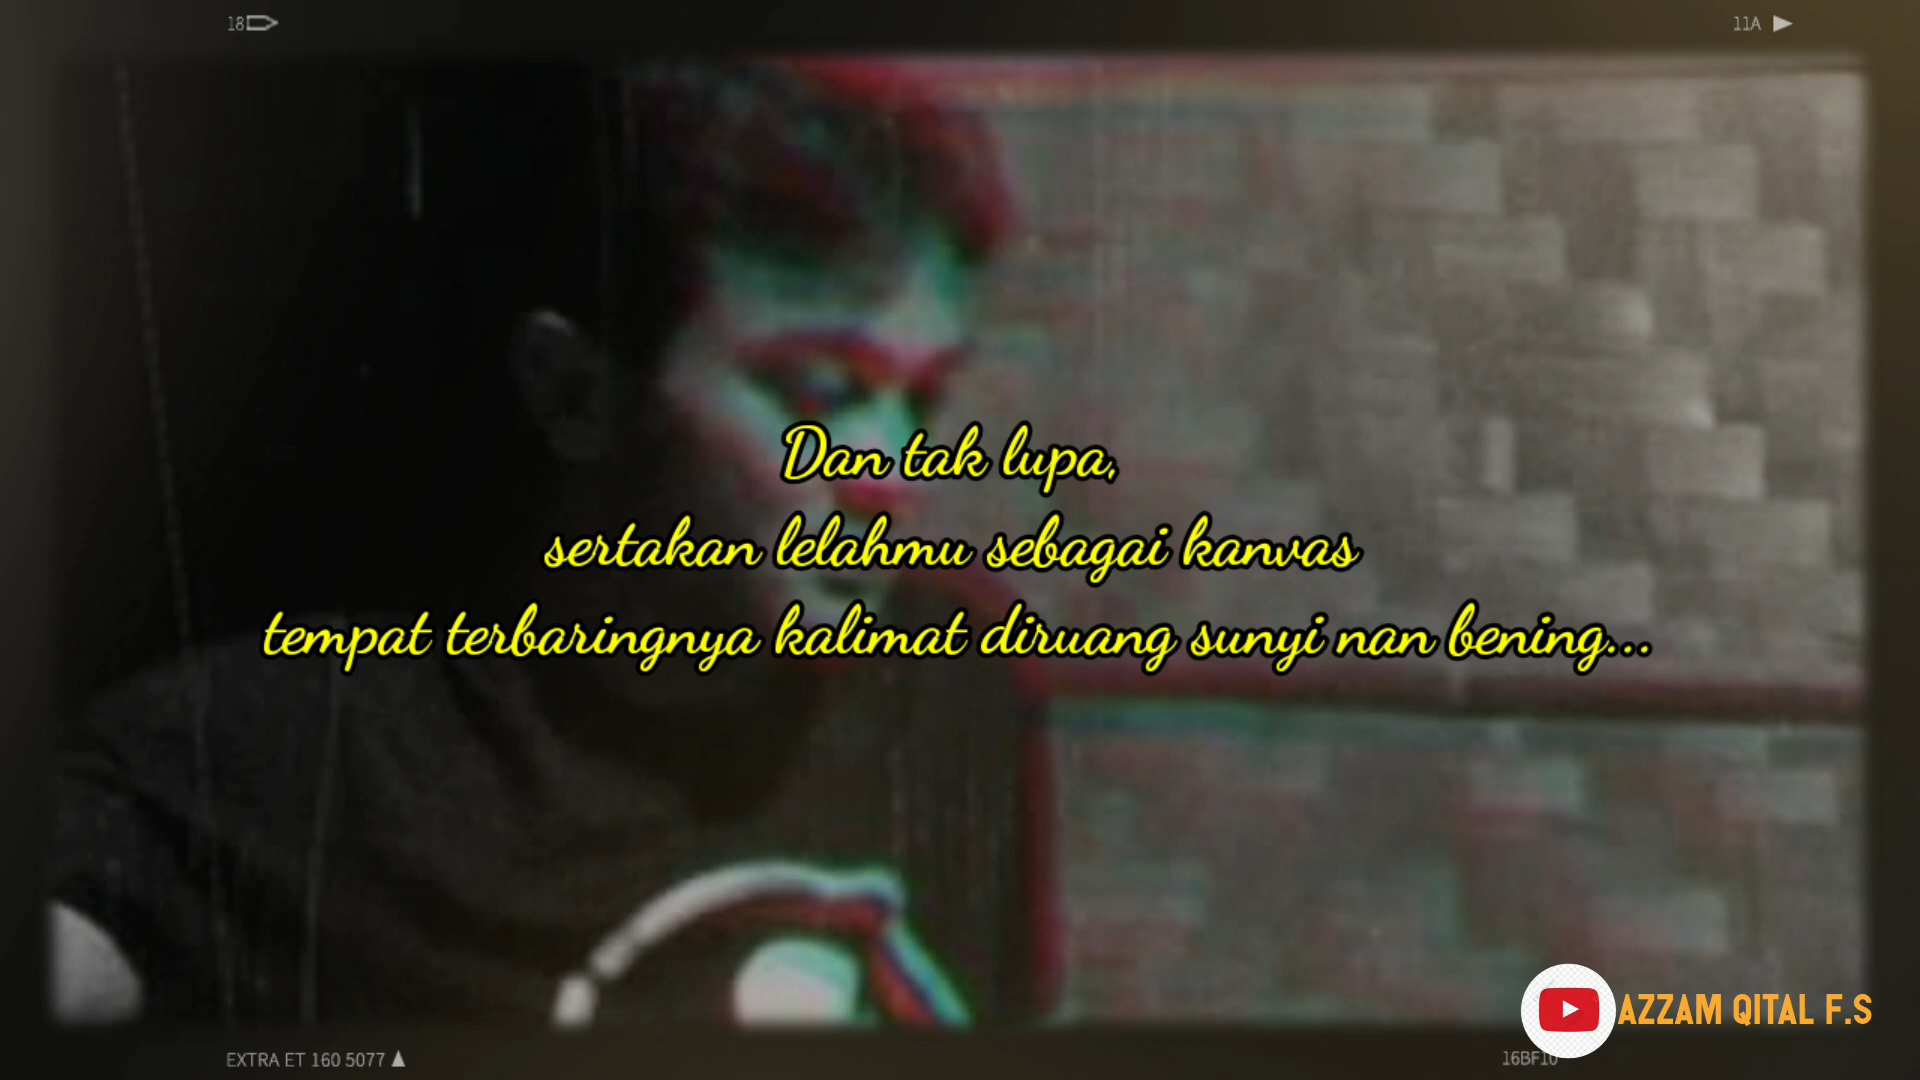 18
11A
Dan tak lupa,
sertakan lelahmu sebagai kanvas
tempat terbaringnya kalimat diruang sunyi nan bening...
AZZAM QITAL F.S
EXTRA ET 160 5077
16BF10